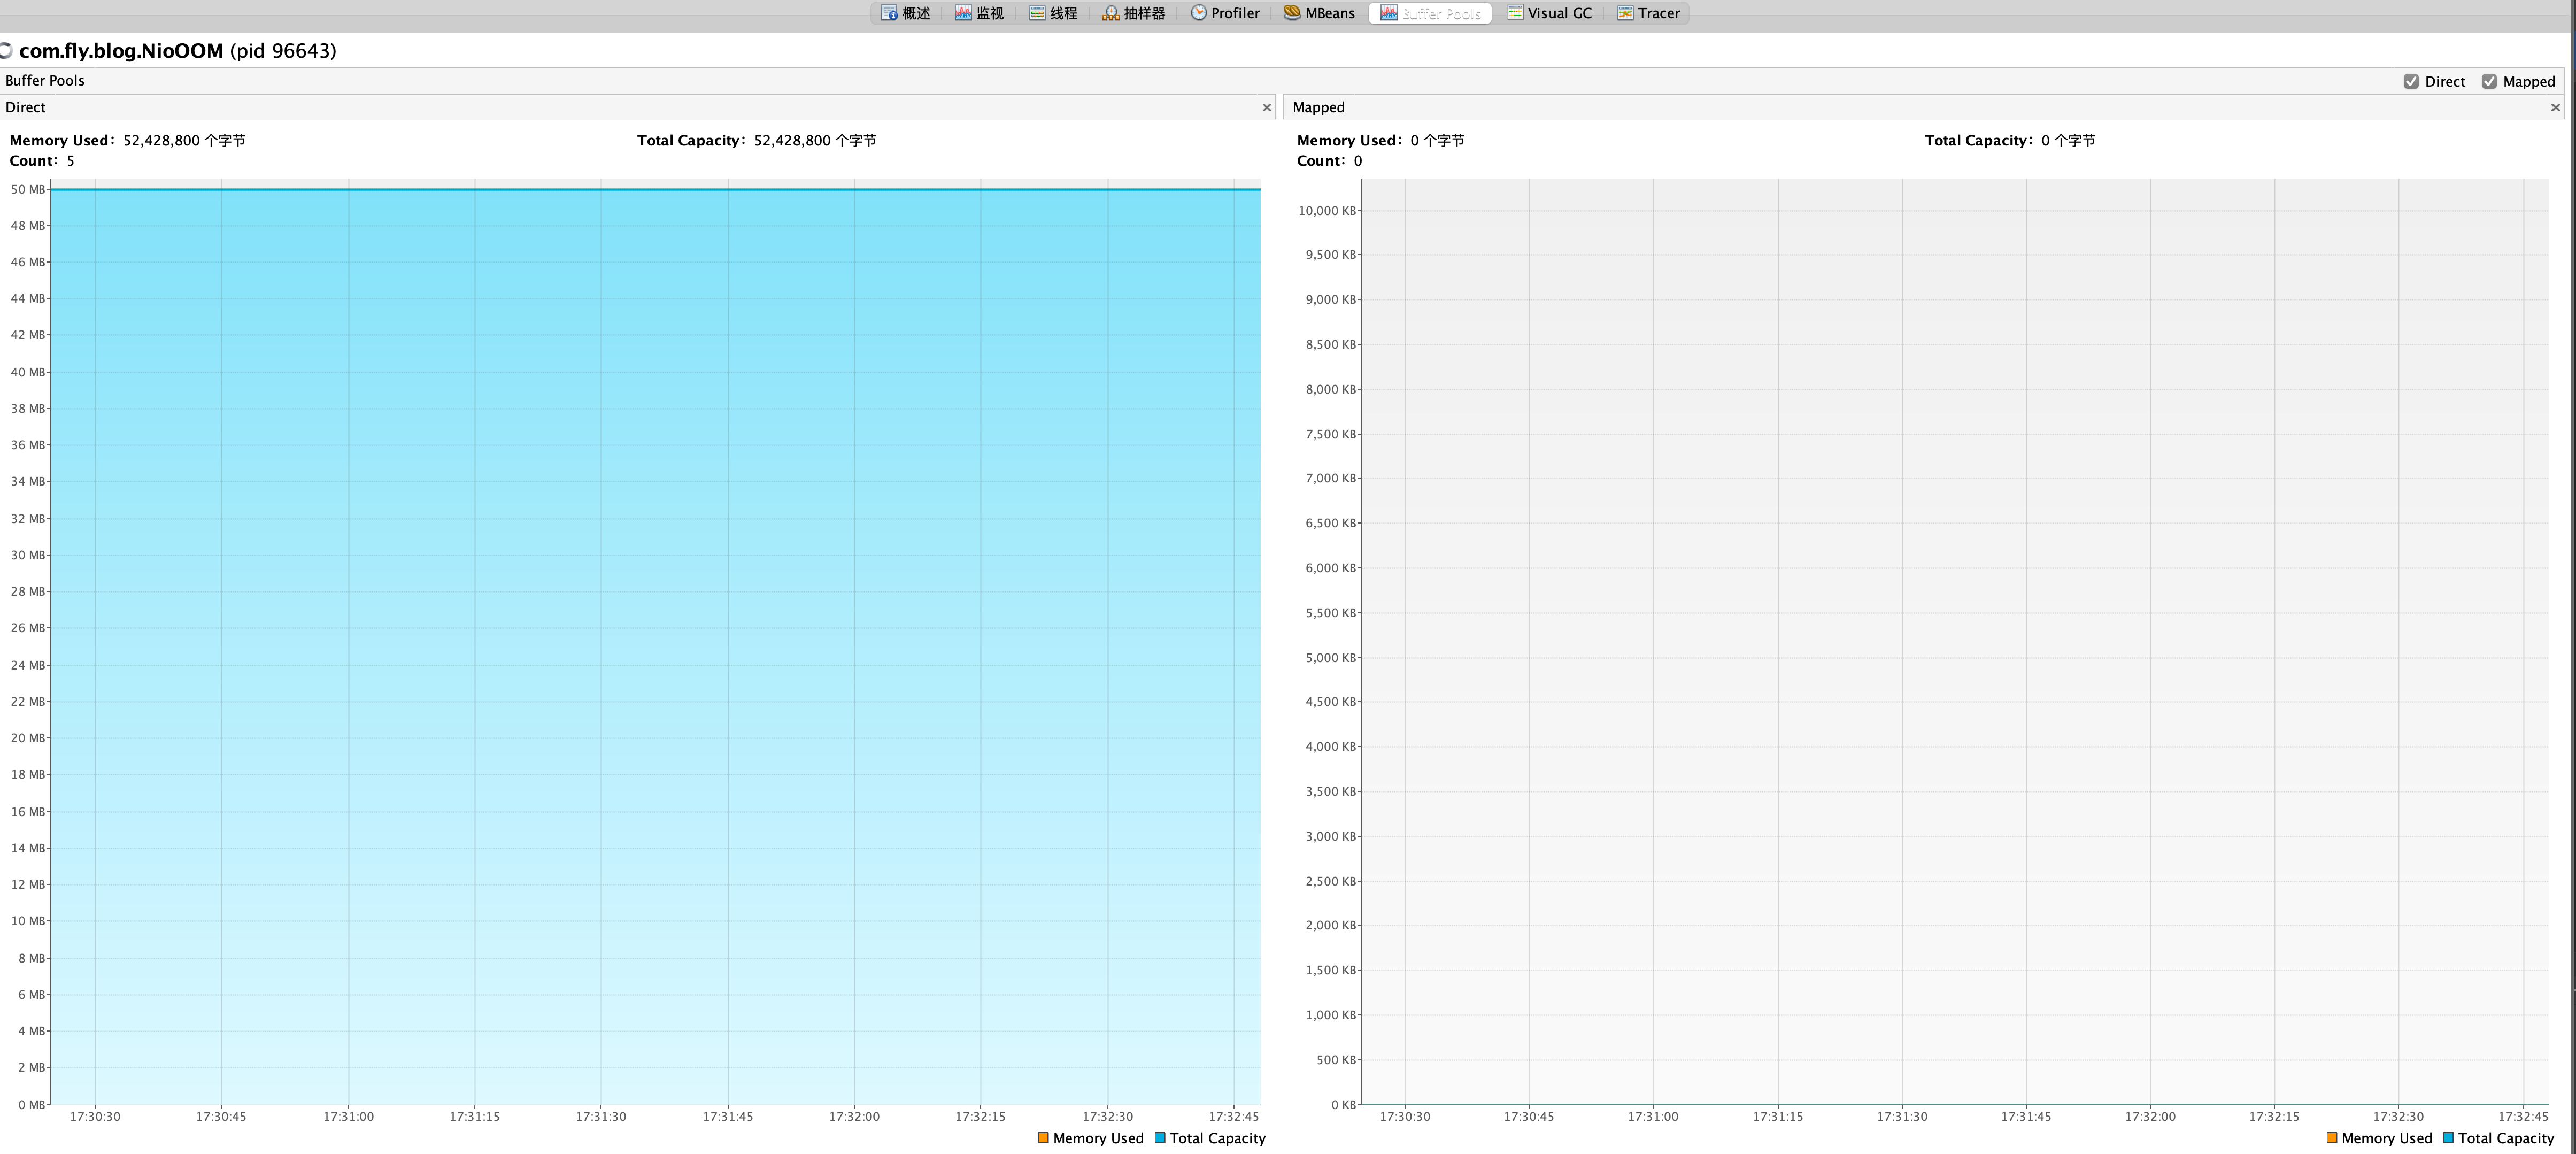 概述 监视 线程 抽样器 Profiler MBeans Buffer Pools Visual GC Tracer
com.fly.blog.NioOOM (pid 96643)
Buffer Pools Direct Mapped
Direct
Memory Used: 52,428,800 个字节 Total Capacity: 52,428,800 个字节
Count: 5
50 MB
48 MB
46 MB
44 MB
42 MB
40 MB
38 MB
36 MB
34 MB
32 MB
30 MB
28 MB
26 MB
24 MB
22 MB
20 MB
18 MB
16 MB
14 MB
12 MB
10 MB
8 MB
6 MB
4 MB
2 MB
0 MB
17:30:30 17:30:45 17:31:00 17:31:15 17:31:30 17:31:45 17:32:00 17:32:15 17:32:30 17:32:45
Memory Used Total Capacity
Mapped
Memory Used: 0 个字节 Total Capacity: 0 个字节
Count: 0
10,000 KB
9,500 KB
9,000 KB
8,500 KB
8,000 KB
7,500 KB
7,000 KB
6,500 KB
6,000 KB
5,500 KB
5,000 KB
4,500 KB
4,000 KB
3,500 KB
3,000 KB
2,500 KB
2,000 KB
1,500 KB
1,000 KB
500 KB
0 KB
17:30:30 17:30:45 17:31:00 17:31:15 17:31:30 17:31:45 17:32:00 17:32:15 17:32:30 17:32:45
Memory Used Total Capacity